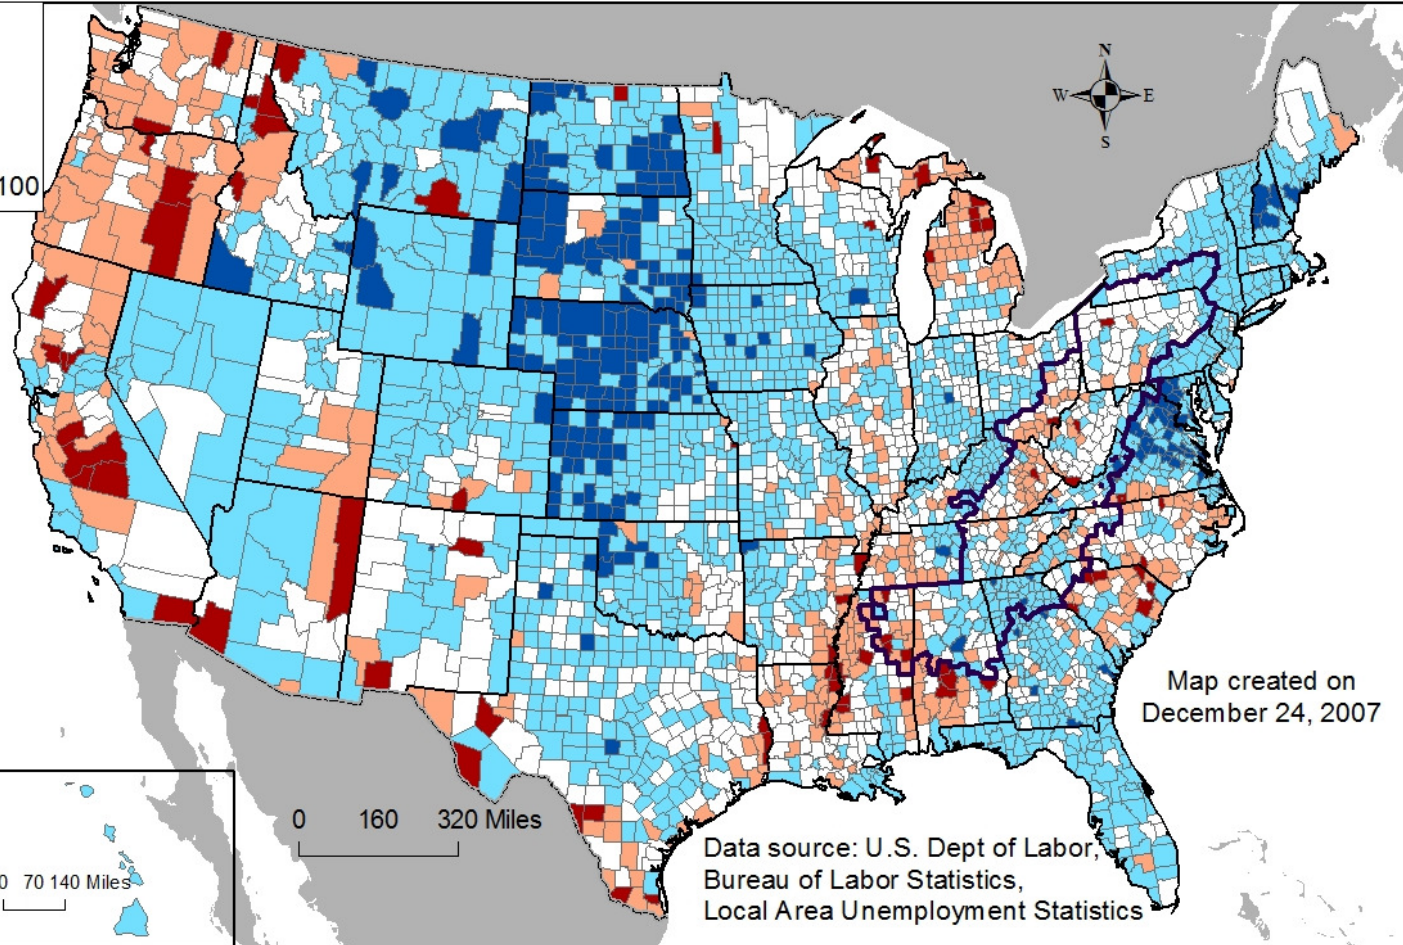 N
W E
S
100
Map created on
December 24, 2007
0 160 320 Miles
0 70 140 Miles
Data source: U.S. Dept of Labor,
Bureau of Labor Statistics,
Local Area Unemployment Statistics